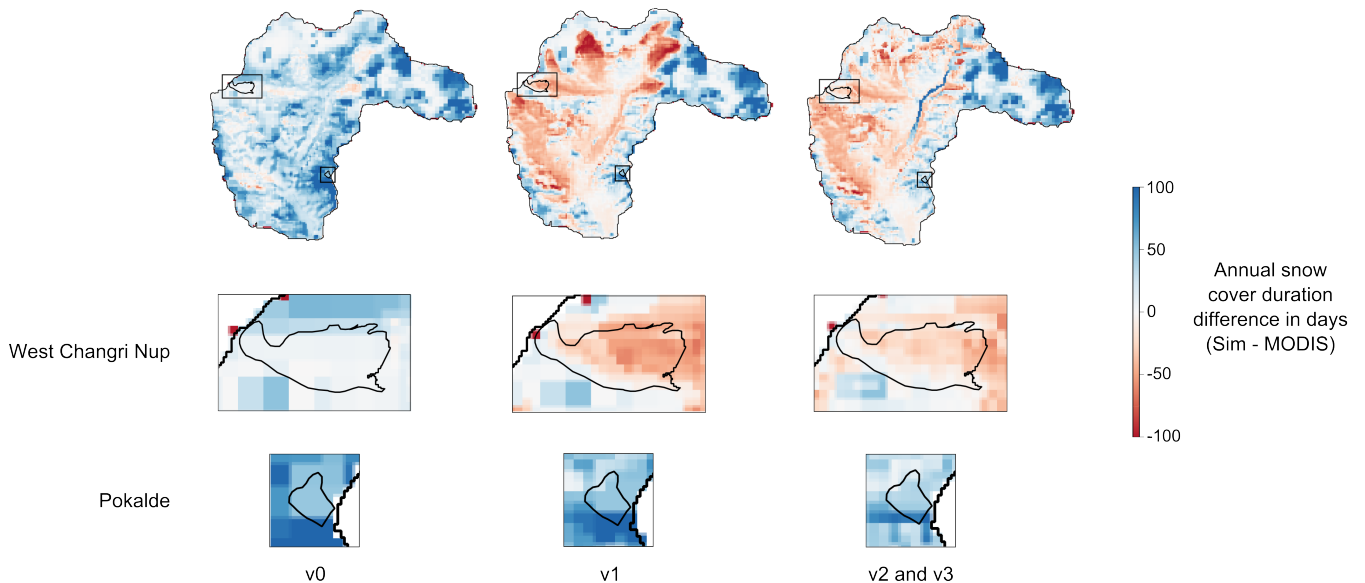 100
50
0
-50
-100
Annual snow
cover duration
difference in days
(Sim - MODIS)
West Changri Nup
Pokalde
v0
v1
v2 and v3